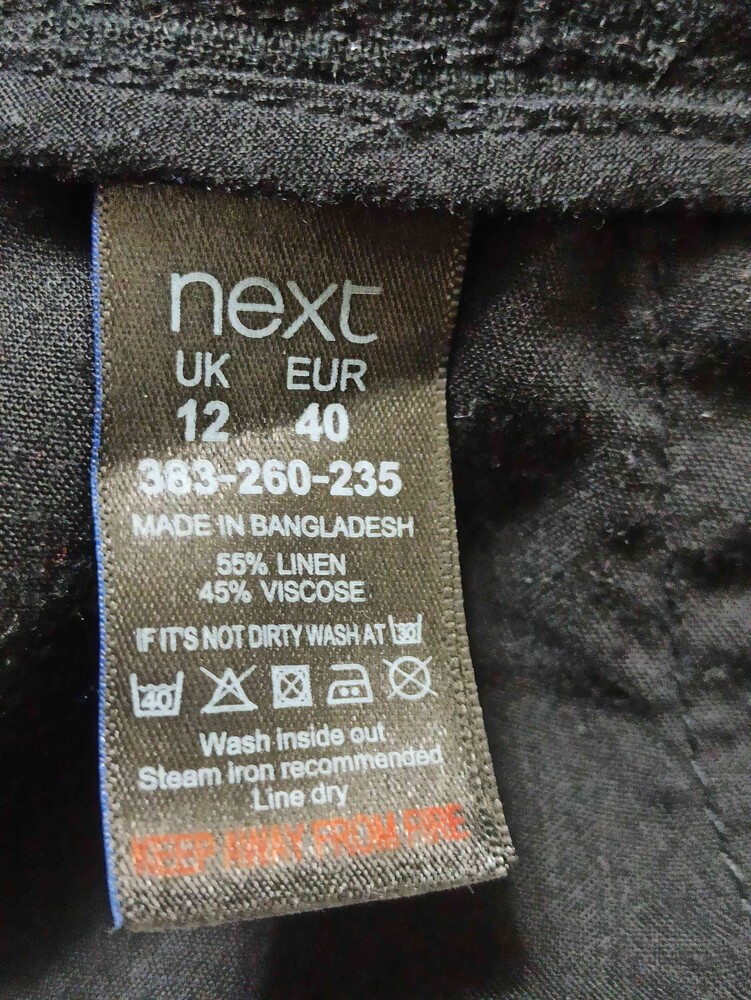 next
UK EUR
12 40
383-260-235
MADE IN BANGLADESH
55% LINEN
45% VISCOSE
IF IT'S NOT DIRTY WASH AT 30
40
Wash inside out
Steam iron recommended
Line dry
KEEP AWAY FROM FIRE